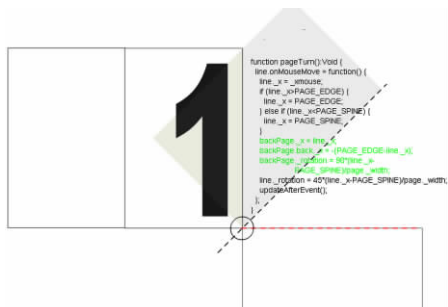 1
function pageTurn():Void {
line.onMouseMove = function() {
line._x = _xmouse;
if (line._x>PAGE_EDGE) {
line._x = PAGE_EDGE;
} else if (line._x<PAGE_SPINE) {
line._x = PAGE_SPINE;
}
backPage._x = line._x;
backPage.back._x = -(PAGE_EDGE-line._x);
backPage._rotation = 90*(line._x-
PAGE_SPINE)/page._width;
line._rotation = 45*(line._x-PAGE_SPINE)/page._width;
updateAfterEvent();
};
}